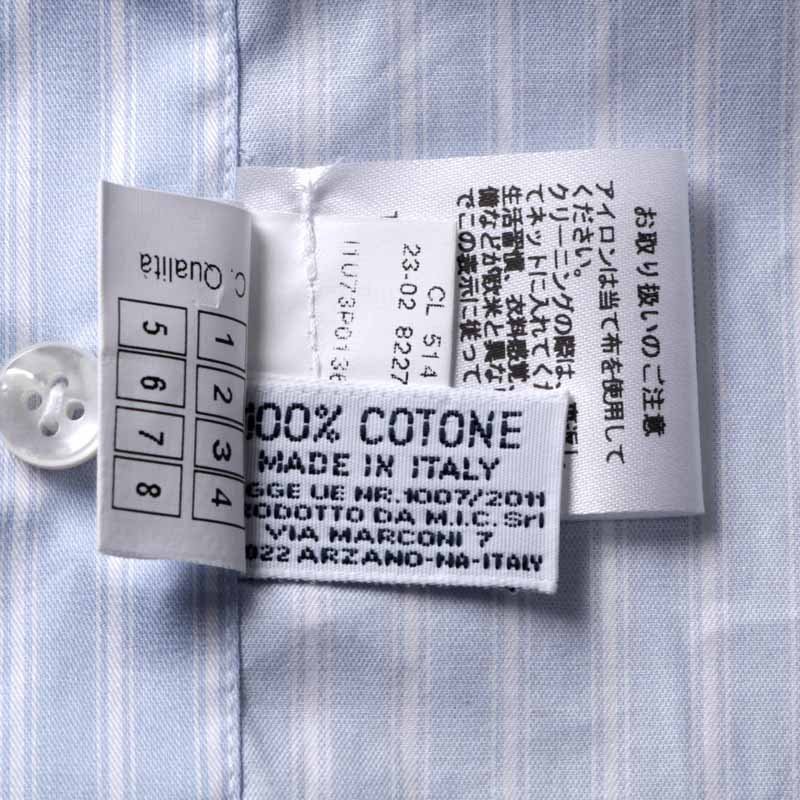 C. Qualità
1 2 3 4
5 6 7 8
CL 514
23-02 8227
100% COTONE
MADE IN ITALY
UE NR.1007/2011
DA M.I.C. Srl
VIA MARCONI 7
ARZANO-NA-ITALY
お取り扱いのご注意
アイロンは当て布を使用して
ください。
クリーニングの際は、
てネットに入れてくだ
生活習慣、衣料感覚、
備などが欧米と異な
でこの表示に従って